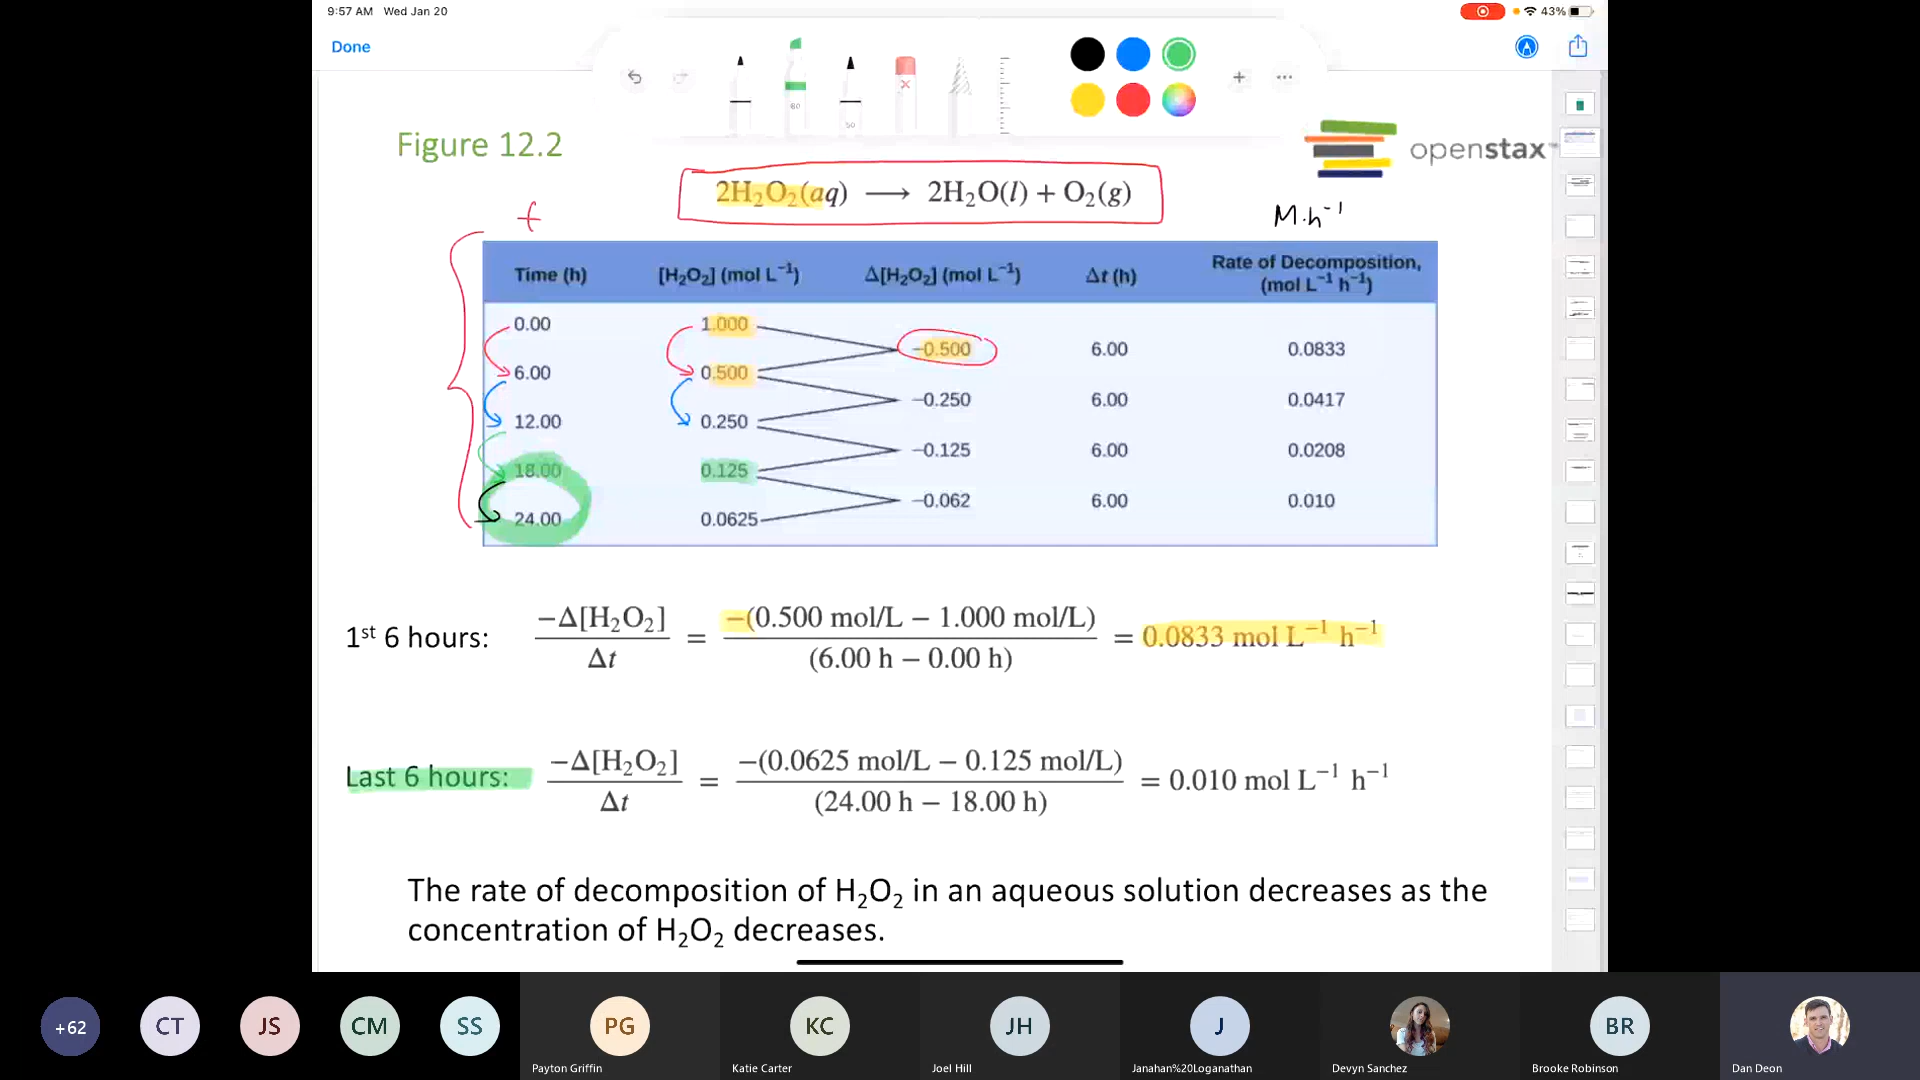 9:57 AM Wed Jan 20
43%
Done
80
50
Figure 12.2
openstax™
2H₂O₂(aq) ⟶ 2H₂O(l) + O₂(g)
t
M·h⁻¹
Time (h) [H₂O₂] (mol L⁻¹) Δ[H₂O₂] (mol L⁻¹) Δt (h) Rate of Decomposition, (mol L⁻¹ h⁻¹)
0.00 1.000
−0.500 6.00 0.0833
6.00 0.500
−0.250 6.00 0.0417
12.00 0.250
−0.125 6.00 0.0208
18.00 0.125
−0.062 6.00 0.010
24.00 0.0625
1st 6 hours: −Δ[H₂O₂] / Δt = −(0.500 mol/L − 1.000 mol/L) / (6.00 h − 0.00 h) = 0.0833 mol L⁻¹ h⁻¹
Last 6 hours: −Δ[H₂O₂] / Δt = −(0.0625 mol/L − 0.125 mol/L) / (24.00 h − 18.00 h) = 0.010 mol L⁻¹ h⁻¹
The rate of decomposition of H₂O₂ in an aqueous solution decreases as the
concentration of H₂O₂ decreases.
+62 CT JS CM SS PG KC JH J BR
Payton Griffin Katie Carter Joel Hill Janahan%20Loganathan Devyn Sanchez Brooke Robinson Dan Deon